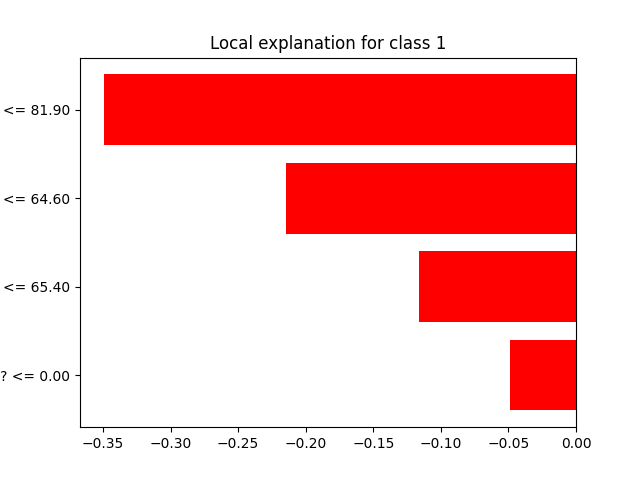 Local explanation for class 1
<= 81.90
<= 64.60
<= 65.40
? <= 0.00
−0.35 −0.30 −0.25 −0.20 −0.15 −0.10 −0.05 0.00